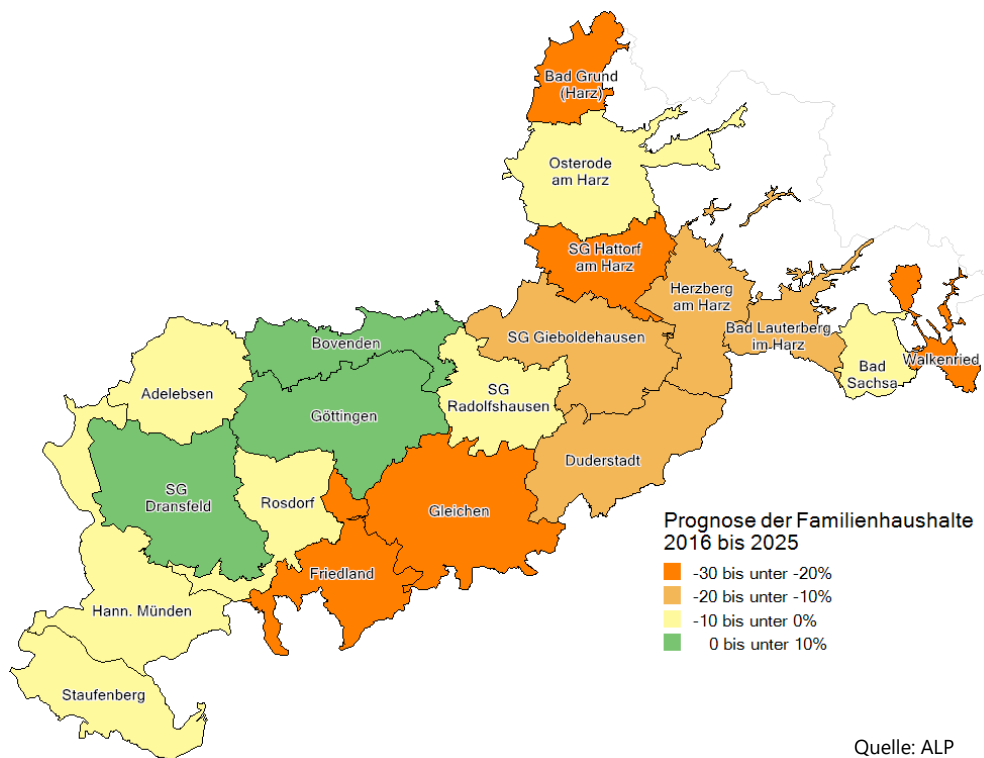 Bad Grund
(Harz)
Osterode
am Harz
SG Hattorf
am Harz
Herzberg
am Harz
SG Gieboldehausen
Bad Lauterberg
im Harz
Bovenden
Walkenried
Bad
Sachsa
Adelebsen
SG
Radolfshausen
Göttingen
Duderstadt
SG
Dransfeld
Rosdorf
Gleichen
Friedland
Hann. Münden
Staufenberg
Prognose der Familienhaushalte
2016 bis 2025
-30 bis unter -20%
-20 bis unter -10%
-10 bis unter 0%
0 bis unter 10%
Quelle: ALP